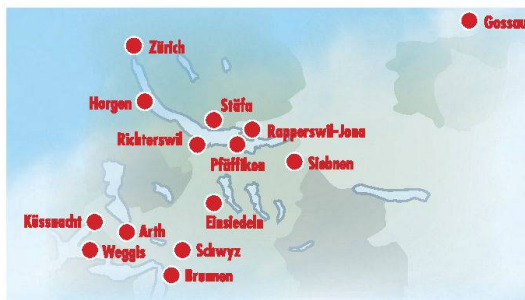 Gossau
Zürich
Horgen
Stäfa
Rapperswil-Jona
Richterswil
Pfäffikon
Siebnen
Einsiedeln
Küssnacht
Arth
Weggis
Schwyz
Brunnen